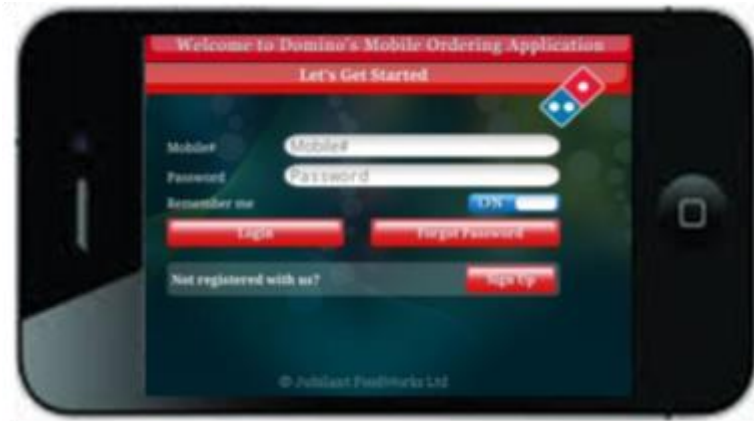 Welcome to Domino's Mobile Ordering Application
Let's Get Started
Mobile# Mobile#
Password Password
Remember me ON
Login Forgot Password
Not registered with us? Sign Up
© Jubilant FoodWorks Ltd